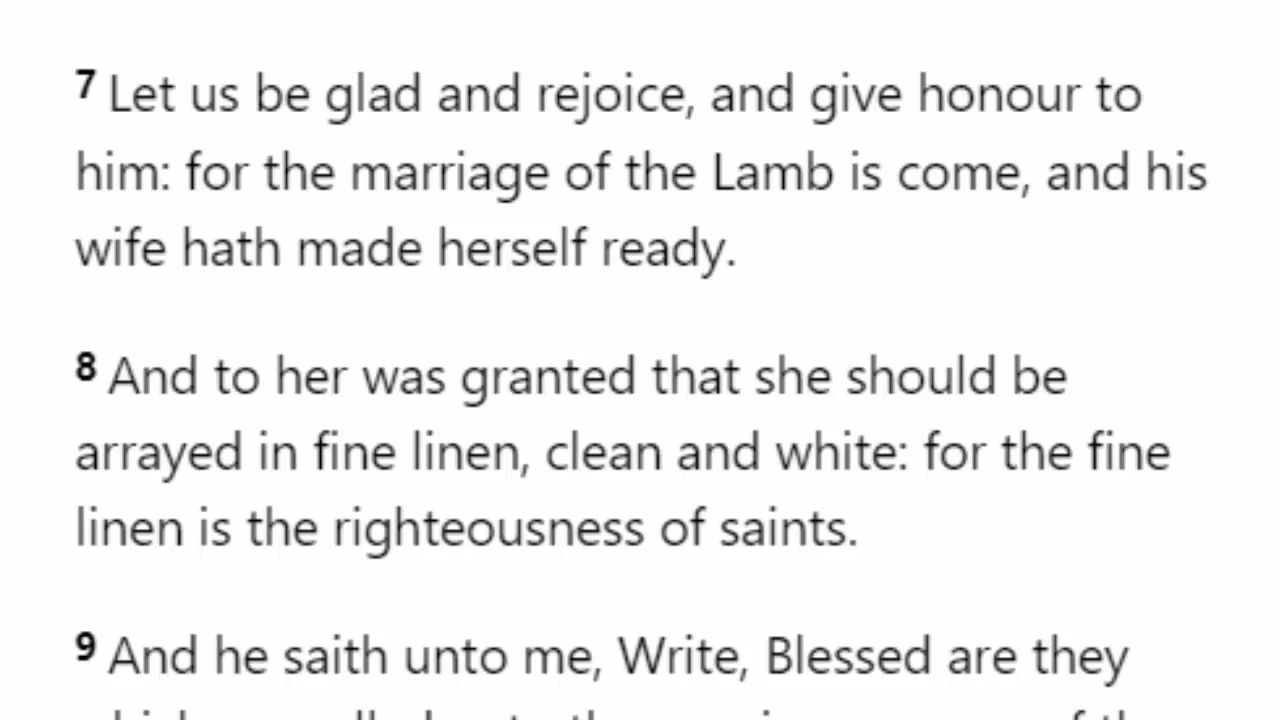 7 Let us be glad and rejoice, and give honour to
him: for the marriage of the Lamb is come, and his
wife hath made herself ready.
8 And to her was granted that she should be
arrayed in fine linen, clean and white: for the fine
linen is the righteousness of saints.
9 And he saith unto me, Write, Blessed are they